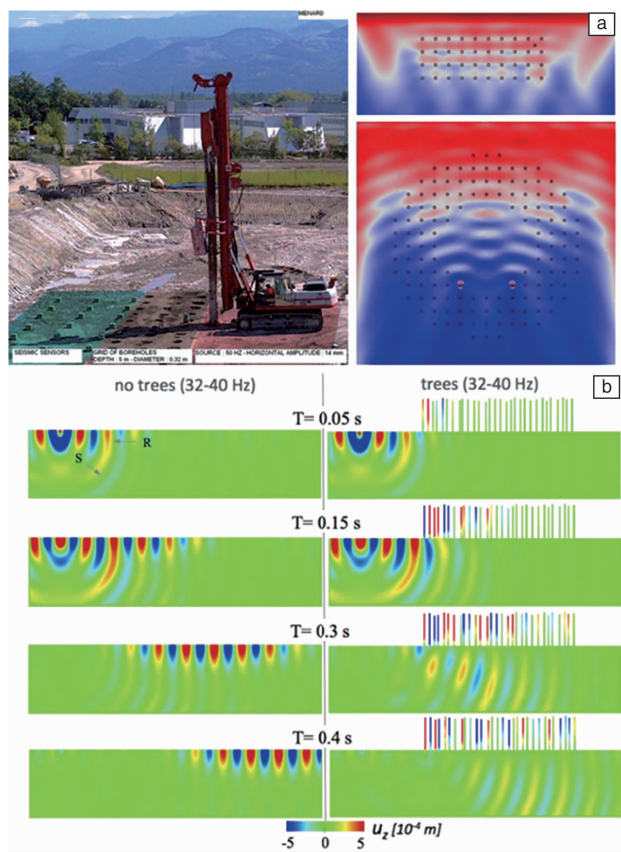 MENARD
a
SEISMIC SENSORS
GRID OF BOREHOLES
DEPTH : 5 m - DIAMETER : 0.32 m
SOURCE : 50 HZ - HORIZONTAL AMPLITUDE : 14 mm
b
no trees (32-40 Hz)
trees (32-40 Hz)
T= 0.05 s
R
S
T= 0.15 s
T= 0.3 s
T= 0.4 s
u_z [10⁻⁴ m]
-5 0 5